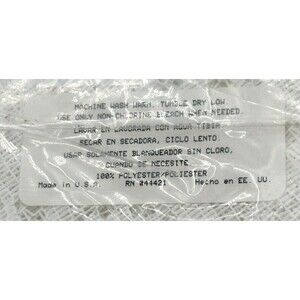 MACHINE WASH WARM. TUMBLE DRY LOW.
USE ONLY NON-CHLORINE BLEACH WHEN NEEDED.
LAVAR EN LAVADORA CON AGUA TIBIA.
SECAR EN SECADORA, CICLO LENTO.
USAR SOLAMENTE BLANQUEADOR SIN CLORO,
CUANDO SE NECESITE.
100% POLYESTER/POLIESTER
Made in U.S.A. RN #44421 Hecho en EE. UU.